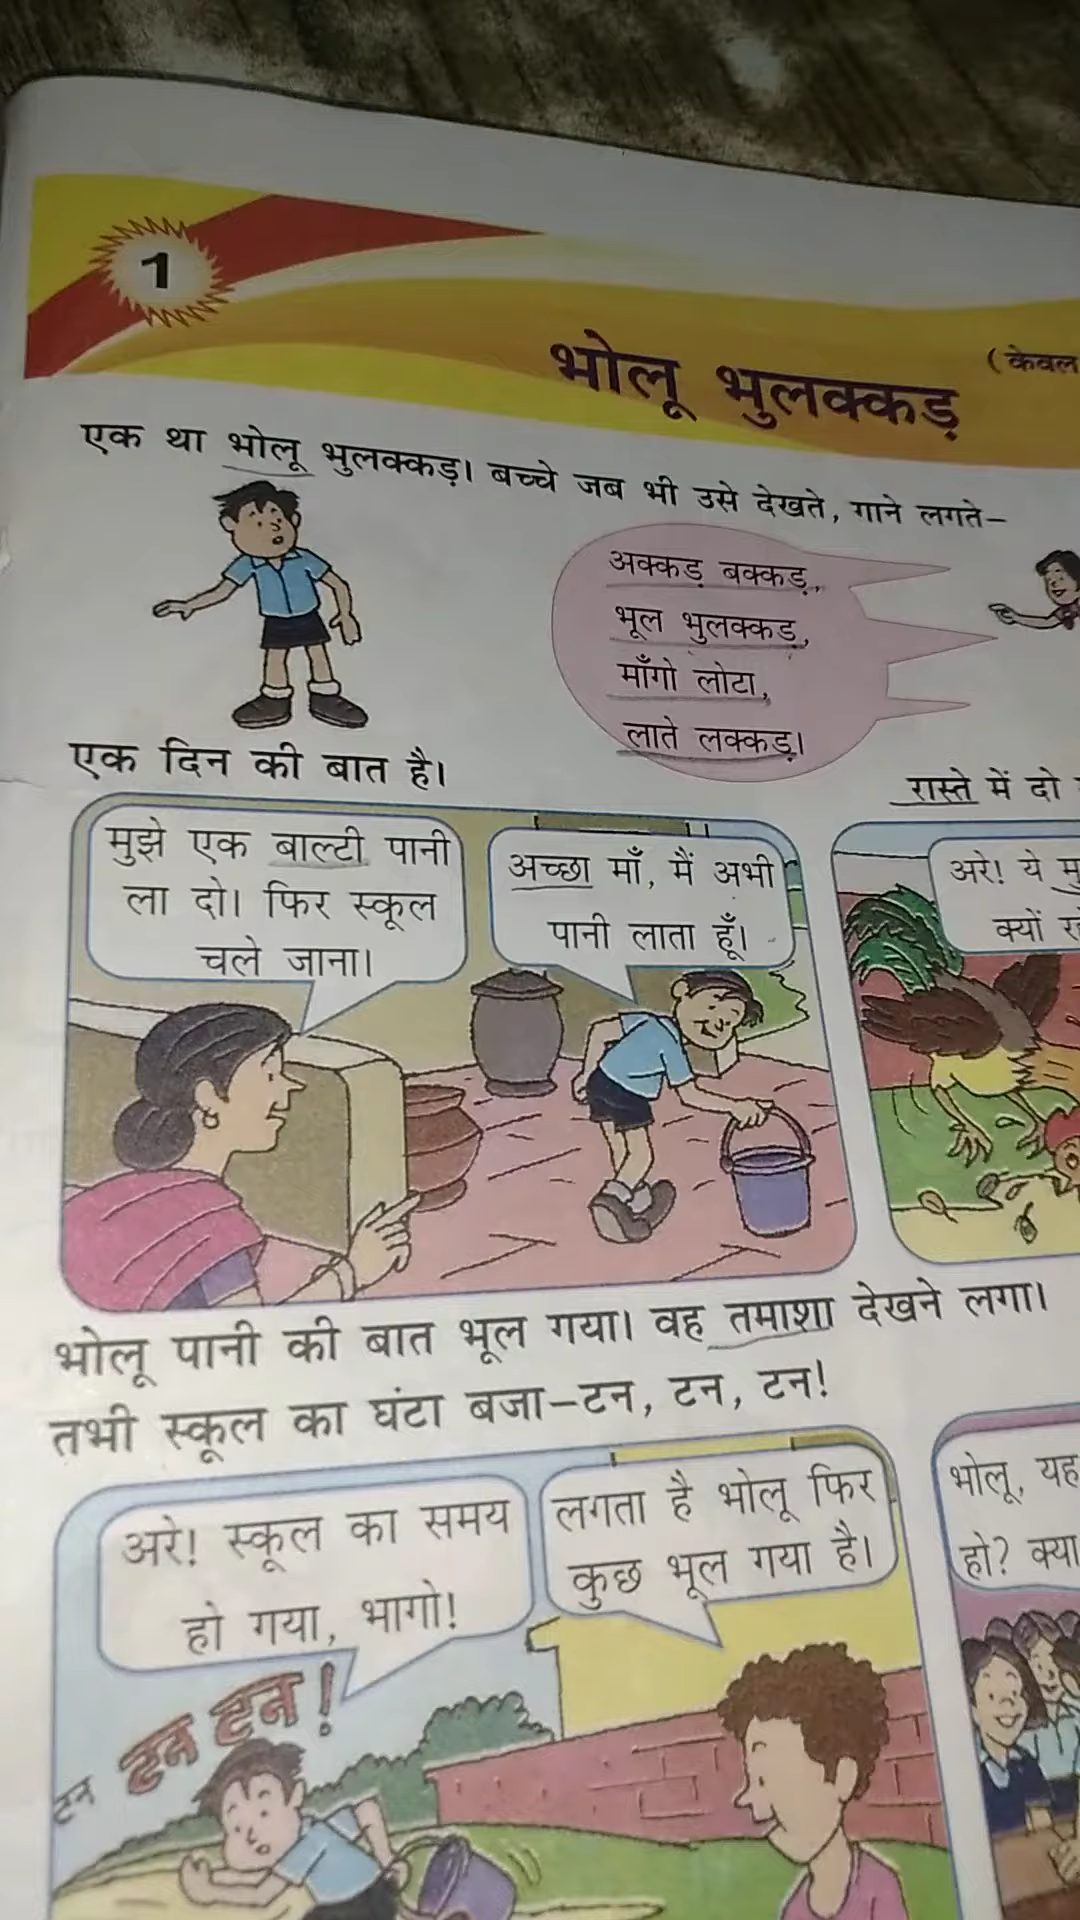 1
भोलू भुलक्कड़
(केवल
एक था भोलू भुलक्कड़। बच्चे जब भी उसे देखते, गाने लगते–
अक्कड़ बक्कड़,
भूल भुलक्कड़,
माँगो लोटा,
लाते लक्कड़।
एक दिन की बात है।
रास्ते में दो
मुझे एक बाल्टी पानी
ला दो। फिर स्कूल
चले जाना।
अच्छा माँ, मैं अभी
पानी लाता हूँ।
अरे! ये
क्यों
भोलू पानी की बात भूल गया। वह तमाशा देखने लगा।
तभी स्कूल का घंटा बजा–टन, टन, टन!
अरे! स्कूल का समय
हो गया, भागो!
लगता है भोलू फिर
कुछ भूल गया है।
भोलू, यह
हो? क्या
टन टन टन!